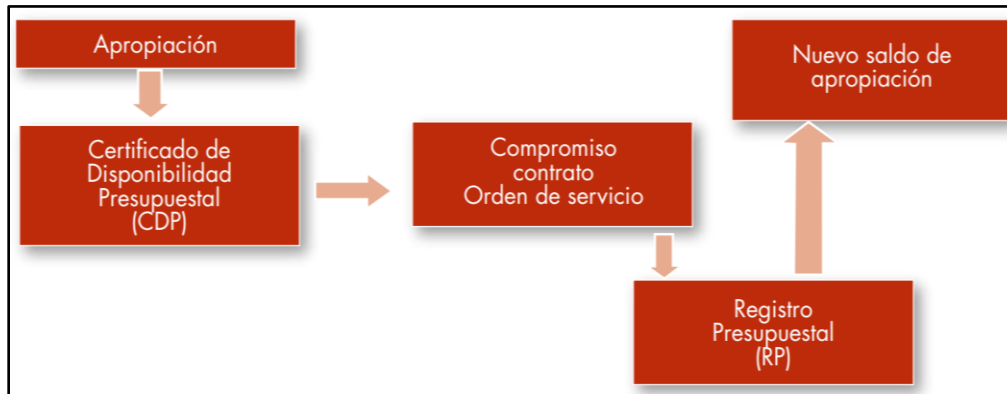 Apropiación
Certificado de
Disponibilidad
Presupuestal
(CDP)
Compromiso
contrato
Orden de servicio
Registro
Presupuestal
(RP)
Nuevo saldo de
apropiación